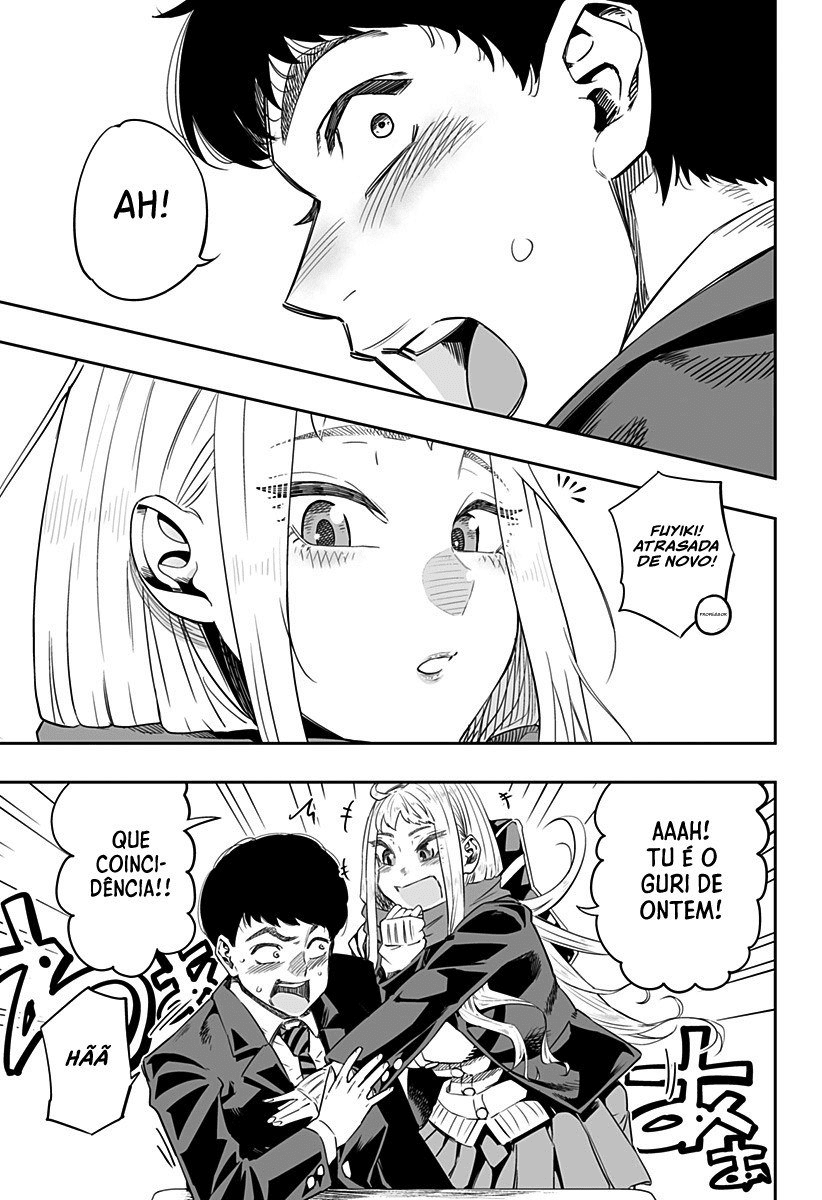 AH!
FUYIKI!
ATRASADA
DE NOVO!
PROFESSOR
AAAH!
TU É O
GURI DE
ONTEM!
QUE
COINCI-
DÊNCIA!!
HÃÃ